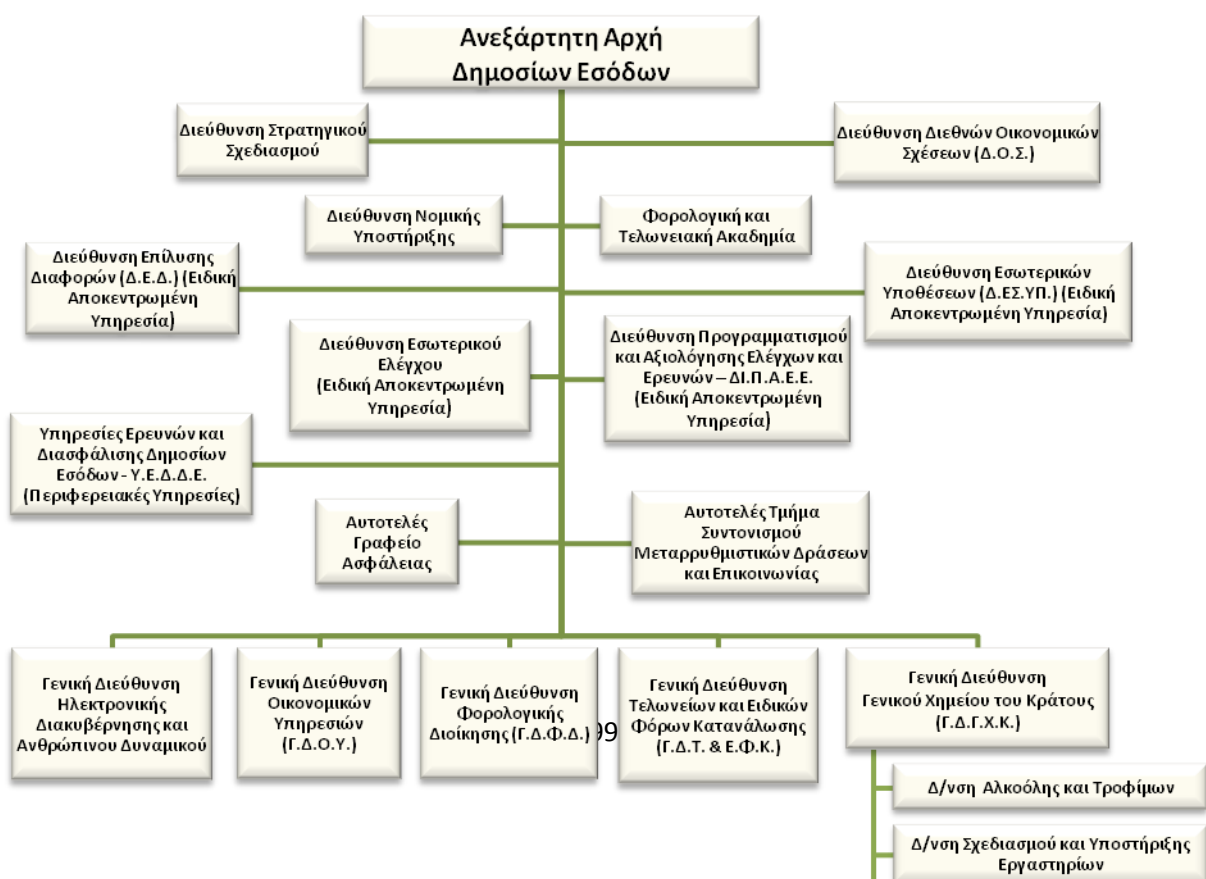 Ανεξάρτητη Αρχή
Δημοσίων Εσόδων
Διεύθυνση Στρατηγικού
Σχεδιασμού
Διεύθυνση Διεθνών Οικονομικών
Σχέσεων (Δ.Ο.Σ.)
Διεύθυνση Νομικής
Υποστήριξης
Φορολογική και
Τελωνειακή Ακαδημία
Διεύθυνση Επίλυσης
Διαφορών (Δ.Ε.Δ.) (Ειδική
Αποκεντρωμένη
Υπηρεσία)
Διεύθυνση Εσωτερικών
Υποθέσεων (Δ.ΕΣ.ΥΠ.) (Ειδική
Αποκεντρωμένη Υπηρεσία)
Διεύθυνση Εσωτερικού
Ελέγχου
(Ειδική Αποκεντρωμένη
Υπηρεσία)
Διεύθυνση Προγραμματισμού
και Αξιολόγησης Ελέγχων και
Ερευνών – ΔΙ.Π.Α.Ε.Ε.
(Ειδική Αποκεντρωμένη
Υπηρεσία)
Υπηρεσίες Ερευνών και
Διασφάλισης Δημοσίων
Εσόδων - Υ.Ε.Δ.Δ.Ε.
(Περιφερειακές Υπηρεσίες)
Αυτοτελές
Γραφείο
Ασφάλειας
Αυτοτελές Τμήμα
Συντονισμού
Μεταρρυθμιστικών Δράσεων
και Επικοινωνίας
Γενική Διεύθυνση
Ηλεκτρονικής
Διακυβέρνησης και
Ανθρώπινου Δυναμικού
Γενική Διεύθυνση
Οικονομικών
Υπηρεσιών
(Γ.Δ.Ο.Υ.)
Γενική Διεύθυνση
Φορολογικής
Διοίκησης (Γ.Δ.Φ.Δ.)
99
Γενική Διεύθυνση
Τελωνείων και Ειδικών
Φόρων Κατανάλωσης
(Γ.Δ.Τ. & Ε.Φ.Κ.)
Γενική Διεύθυνση
Γενικού Χημείου του Κράτους
(Γ.Δ.Γ.Χ.Κ.)
Δ/νση Αλκοόλης και Τροφίμων
Δ/νση Σχεδιασμού και Υποστήριξης
Εργαστηρίων